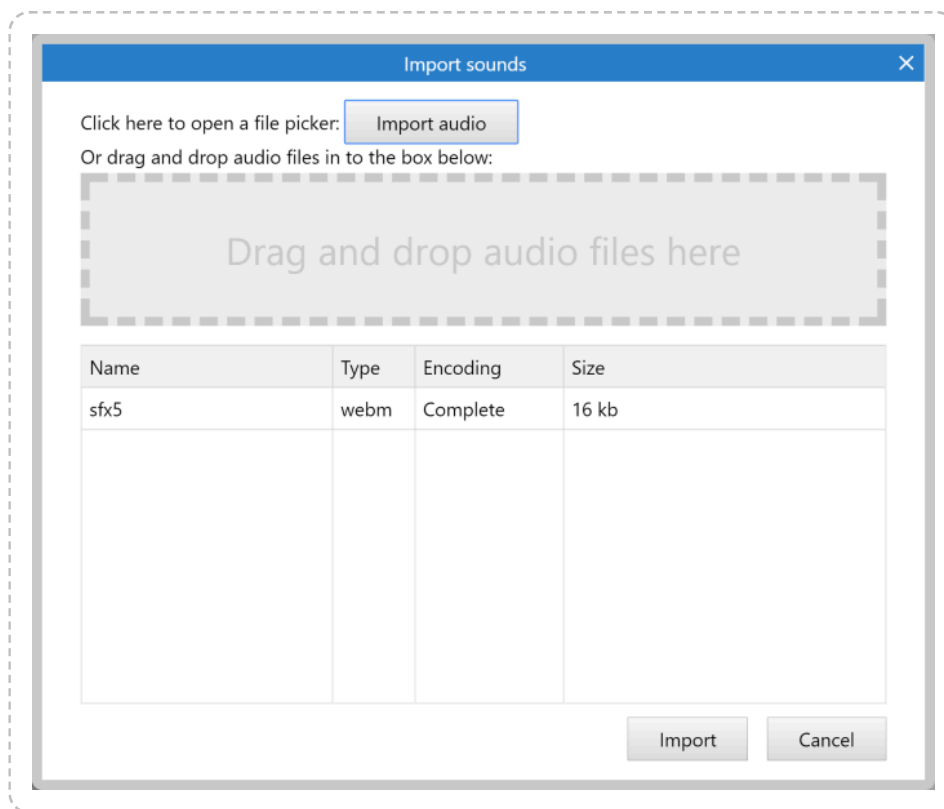 Import sounds
Click here to open a file picker: Import audio
Or drag and drop audio files in to the box below:
Drag and drop audio files here
Name Type Encoding Size
sfx5 webm Complete 16 kb
Import Cancel